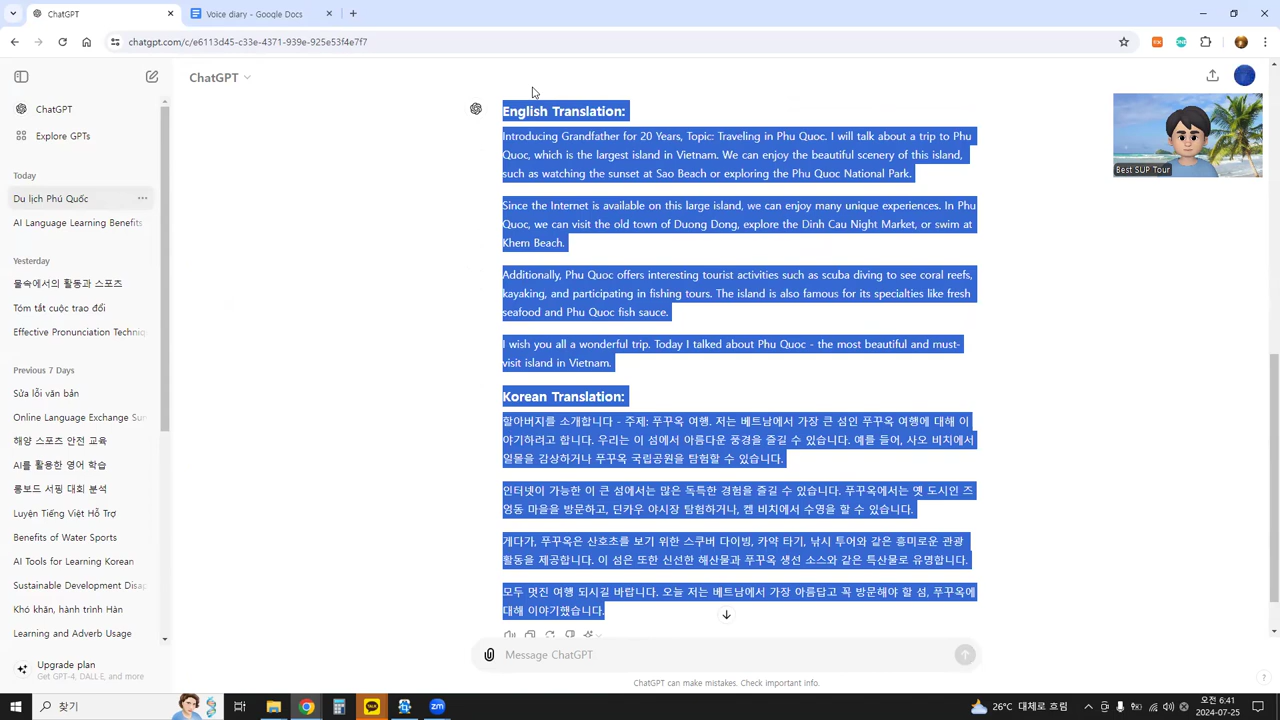 ChatGPT
Voice diary - Google Docs
chatgpt.com/c/e6113d45-c33e-4371-939e-925e53f4e7f7
ChatGPT
Explore GPTs
Today
Du lịch Phú Quốc
AI Language Learning Benefits
Yesterday
물속에서의 활동과 스포츠
Tóm tắt cuộc trao đổi
Effective Pronunciation Techniq
Previous 7 Days
Sửa lỗi văn bản
Online Language Exchange Sum
해양 스포츠 안전 교육
AI를 활용한 영어 학습
롱보드 서핑 대회 분석
Luyện Tiếng Việt Hỗ Trợ
Benefits of Water Sports
AI Tools for Learning Korean
Sustainable Development Disap
Khó khăn, hành trình Hàn
Learning and Adverb Usage
Upgrade plan
Get GPT-4, DALL·E, and more
ChatGPT
English Translation:
Introducing Grandfather for 20 Years, Topic: Traveling in Phu Quoc. I will talk about a trip to Phu
Quoc, which is the largest island in Vietnam. We can enjoy the beautiful scenery of this island,
such as watching the sunset at Sao Beach or exploring the Phu Quoc National Park.
Since the Internet is available on this large island, we can enjoy many unique experiences. In Phu
Quoc, we can visit the old town of Duong Dong, explore the Dinh Cau Night Market, or swim at
Khem Beach.
Additionally, Phu Quoc offers interesting tourist activities such as scuba diving to see coral reefs,
kayaking, and participating in fishing tours. The island is also famous for its specialties like fresh
seafood and Phu Quoc fish sauce.
I wish you all a wonderful trip. Today I talked about Phu Quoc - the most beautiful and must-
visit island in Vietnam.
Korean Translation:
할아버지를 소개합니다 - 주제: 푸꾸옥 여행. 저는 베트남에서 가장 큰 섬인 푸꾸옥 여행에 대해 이
야기하려고 합니다. 우리는 이 섬에서 아름다운 풍경을 즐길 수 있습니다. 예를 들어, 사오 비치에서
일몰을 감상하거나 푸꾸옥 국립공원을 탐험할 수 있습니다.
인터넷이 가능한 이 큰 섬에서는 많은 독특한 경험을 즐길 수 있습니다. 푸꾸옥에서는 옛 도시인 즈
엉동 마을을 방문하고, 딘카우 야시장 탐험하거나, 켐 비치에서 수영을 할 수 있습니다.
게다가, 푸꾸옥은 산호초를 보기 위한 스쿠버 다이빙, 카약 타기, 낚시 투어와 같은 흥미로운 관광
활동을 제공합니다. 이 섬은 또한 신선한 해산물과 푸꾸옥 생선 소스와 같은 특산물로 유명합니다.
모두 멋진 여행 되시길 바랍니다. 오늘 저는 베트남에서 가장 아름답고 꼭 방문해야 할 섬, 푸꾸옥에
대해 이야기했습니다.
Message ChatGPT
ChatGPT can make mistakes. Check important info.
Best SUP Tour
찾기
26°C 대체로 흐림
오전 6:41
2024-07-25